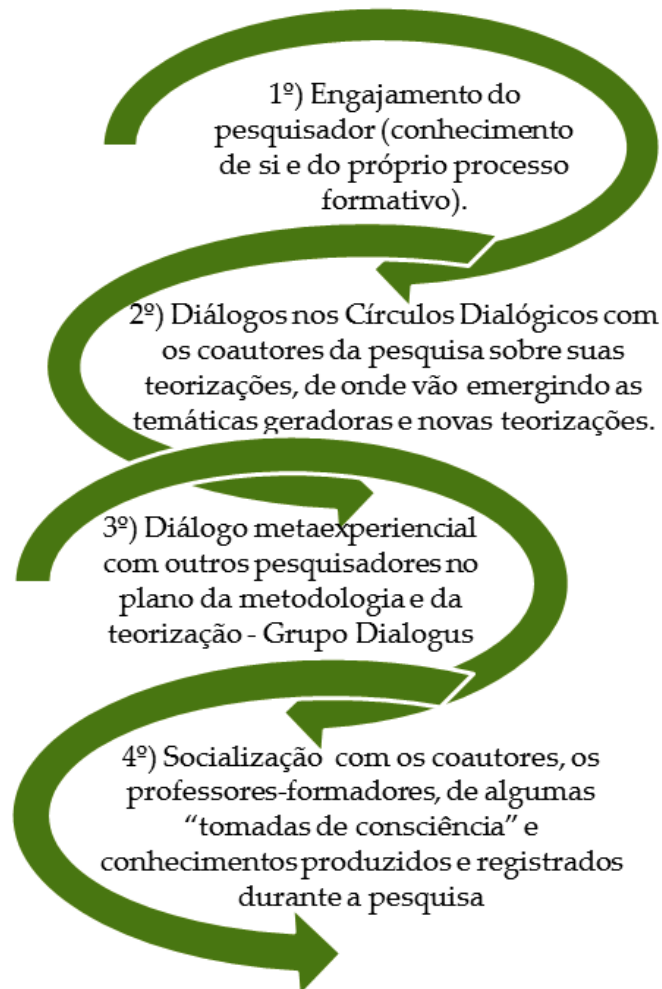 1º) Engajamento do
pesquisador (conhecimento
de si e do próprio processo
formativo).
2º) Diálogos nos Círculos Dialógicos com
os coautores da pesquisa sobre suas
teorizações, de onde vão emergindo as
temáticas geradoras e novas teorizações.
3º) Diálogo metaexperiencial
com outros pesquisadores no
plano da metodologia e da
teorização - Grupo Dialogus
4º) Socialização com os coautores, os
professores-formadores, de algumas
“tomadas de consciência” e
conhecimentos produzidos e registrados
durante a pesquisa